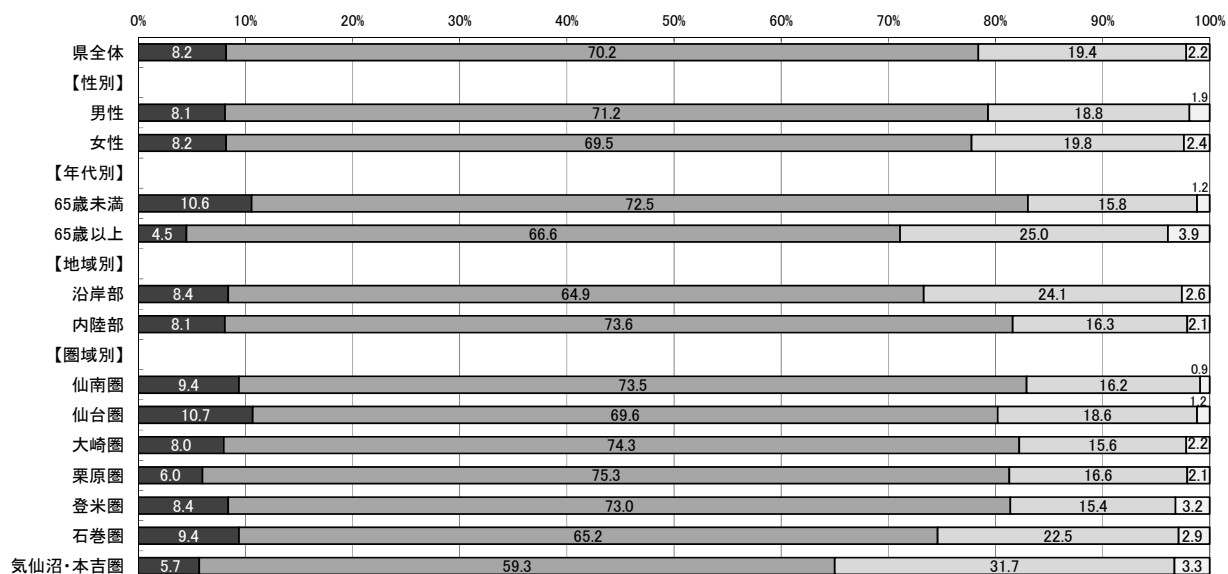 0% 10% 20% 30% 40% 50% 60% 70% 80% 90% 100%
県全体 8.2 70.2 19.4 2.2
【性別】
男性 8.1 71.2 18.8 1.9
女性 8.2 69.5 19.8 2.4
【年代別】
65歳未満 10.6 72.5 15.8 1.2
65歳以上 4.5 66.6 25.0 3.9
【地域別】
沿岸部 8.4 64.9 24.1 2.6
内陸部 8.1 73.6 16.3 2.1
【圏域別】
仙南圏 9.4 73.5 16.2 0.9
仙台圏 10.7 69.6 18.6 1.2
大崎圏 8.0 74.3 15.6 2.2
栗原圏 6.0 75.3 16.6 2.1
登米圏 8.4 73.0 15.4 3.2
石巻圏 9.4 65.2 22.5 2.9
気仙沼・本吉圏 5.7 59.3 31.7 3.3